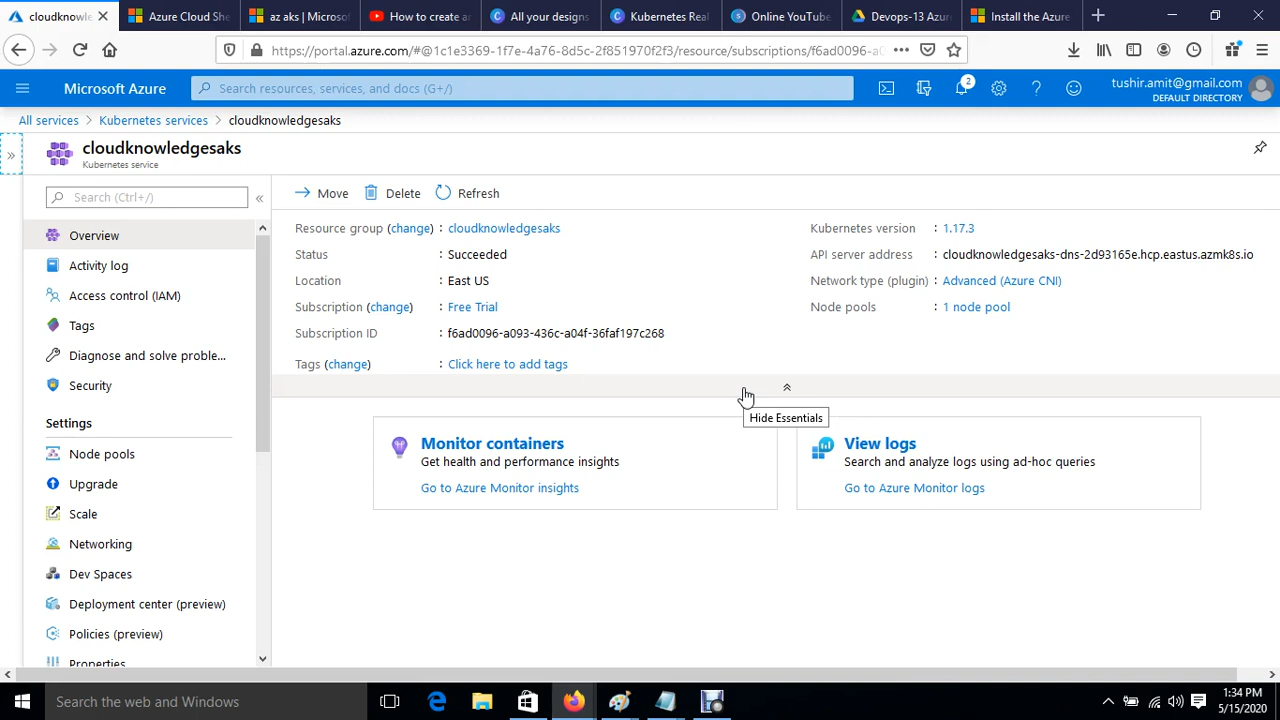 cloudknowl
Azure Cloud She
az aks | Microsof
How to create ar
All your designs
Kubernetes Real
Online YouTube
Devops-13 Azure
Install the Azure
https://portal.azure.com/#@1c1e3369-1f7e-4a76-8d5c-2f851970f2f3/resource/subscriptions/f6ad0096-a0
Microsoft Azure
Search resources, services, and docs (G+/)
2
tushir.amit@gmail.com
DEFAULT DIRECTORY
All services > Kubernetes services > cloudknowledgesaks
cloudknowledgesaks
Kubernetes service
Search (Ctrl+/)
Overview
Activity log
Access control (IAM)
Tags
Diagnose and solve proble...
Security
Settings
Node pools
Upgrade
Scale
Networking
Dev Spaces
Deployment center (preview)
Policies (preview)
Properties
Move
Delete
Refresh
Resource group (change) : cloudknowledgesaks
Status : Succeeded
Location : East US
Subscription (change) : Free Trial
Subscription ID : f6ad0096-a093-436c-a04f-36faf197c268
Tags (change) : Click here to add tags
Kubernetes version : 1.17.3
API server address : cloudknowledgesaks-dns-2d93165e.hcp.eastus.azmk8s.io
Network type (plugin) : Advanced (Azure CNI)
Node pools : 1 node pool
Hide Essentials
Monitor containers
Get health and performance insights
Go to Azure Monitor insights
View logs
Search and analyze logs using ad-hoc queries
Go to Azure Monitor logs
Search the web and Windows
1:34 PM
5/15/2020